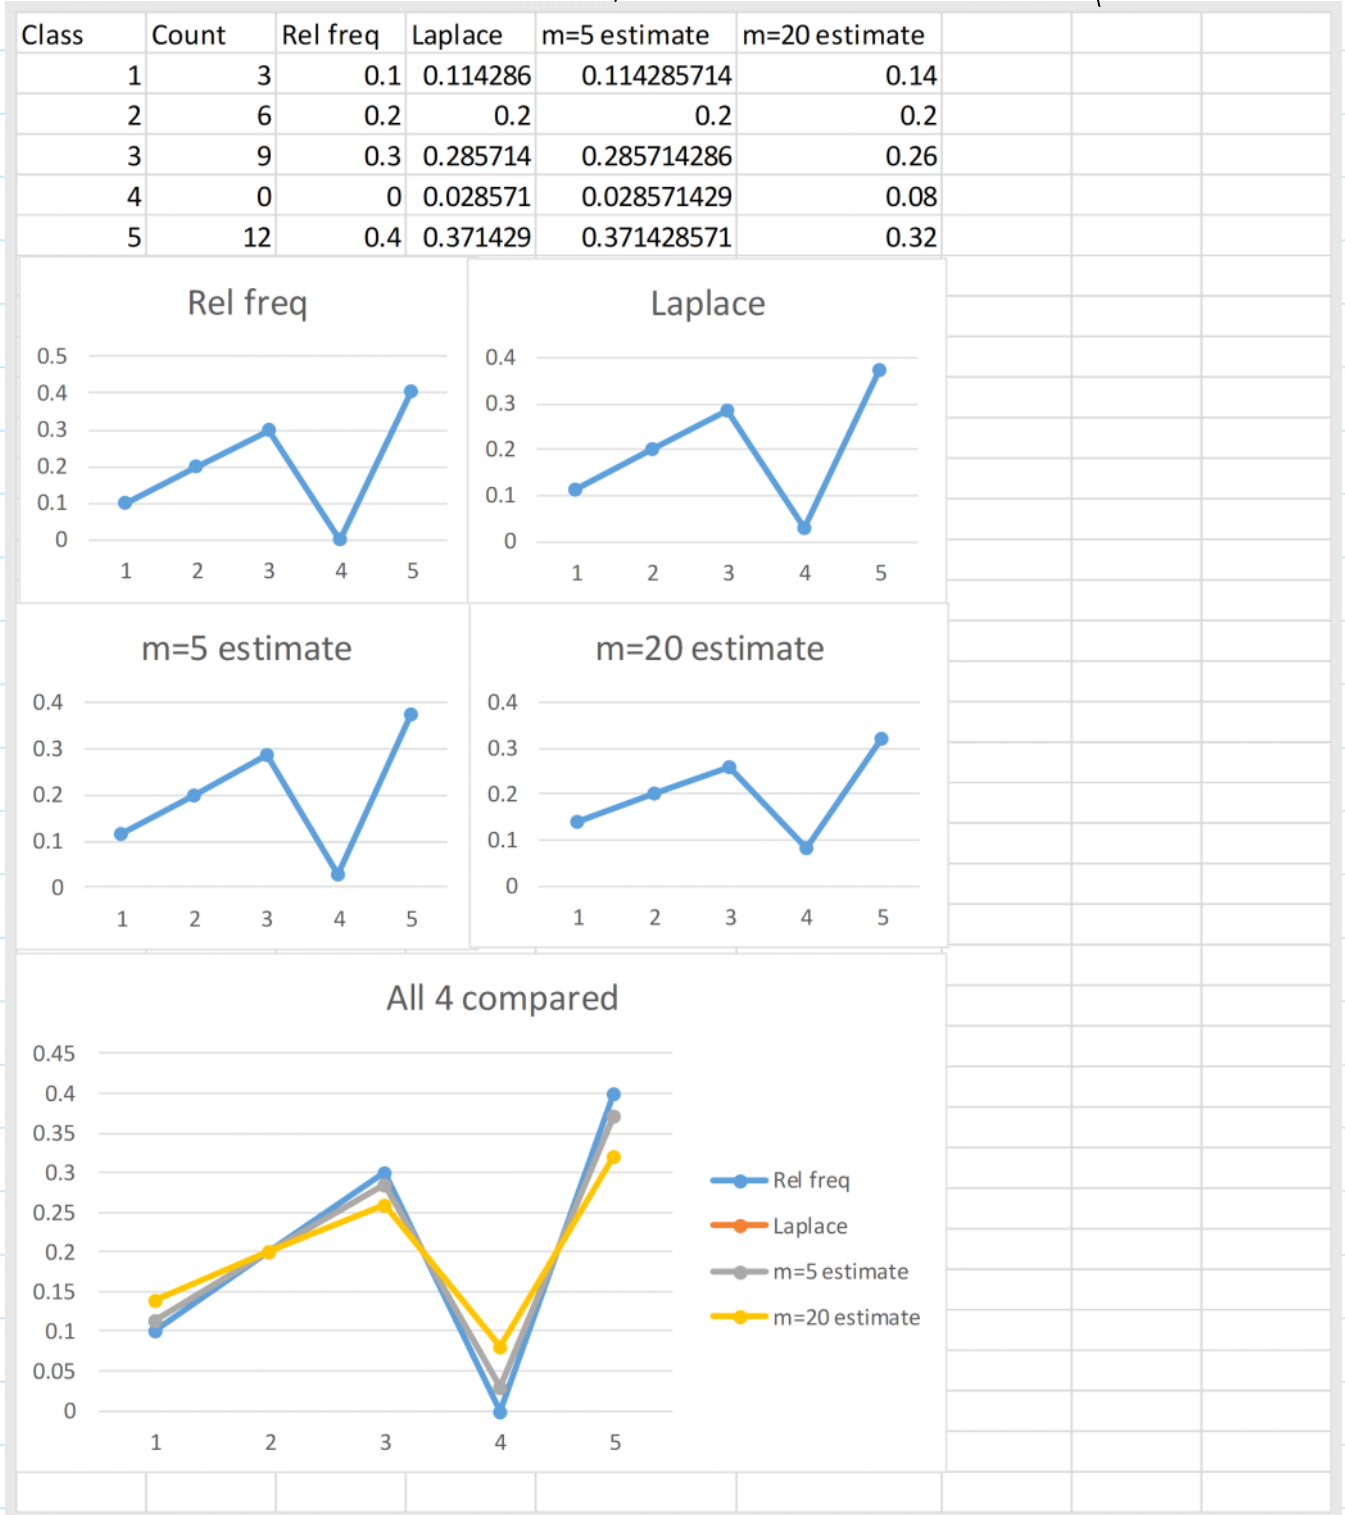 Class Count Rel freq Laplace m=5 estimate m=20 estimate
1 3 0.1 0.114286 0.114285714 0.14
2 6 0.2 0.2 0.2 0.2
3 9 0.3 0.285714 0.285714286 0.26
4 0 0 0.028571 0.028571429 0.08
5 12 0.4 0.371429 0.371428571 0.32
Rel freq
0.5
0.4
0.3
0.2
0.1
0
1 2 3 4 5
Laplace
0.4
0.3
0.2
0.1
0
1 2 3 4 5
m=5 estimate
0.4
0.3
0.2
0.1
0
1 2 3 4 5
m=20 estimate
0.4
0.3
0.2
0.1
0
1 2 3 4 5
All 4 compared
0.45
0.4
0.35
0.3
0.25
0.2
0.15
0.1
0.05
0
1 2 3 4 5
Rel freq
Laplace
m=5 estimate
m=20 estimate